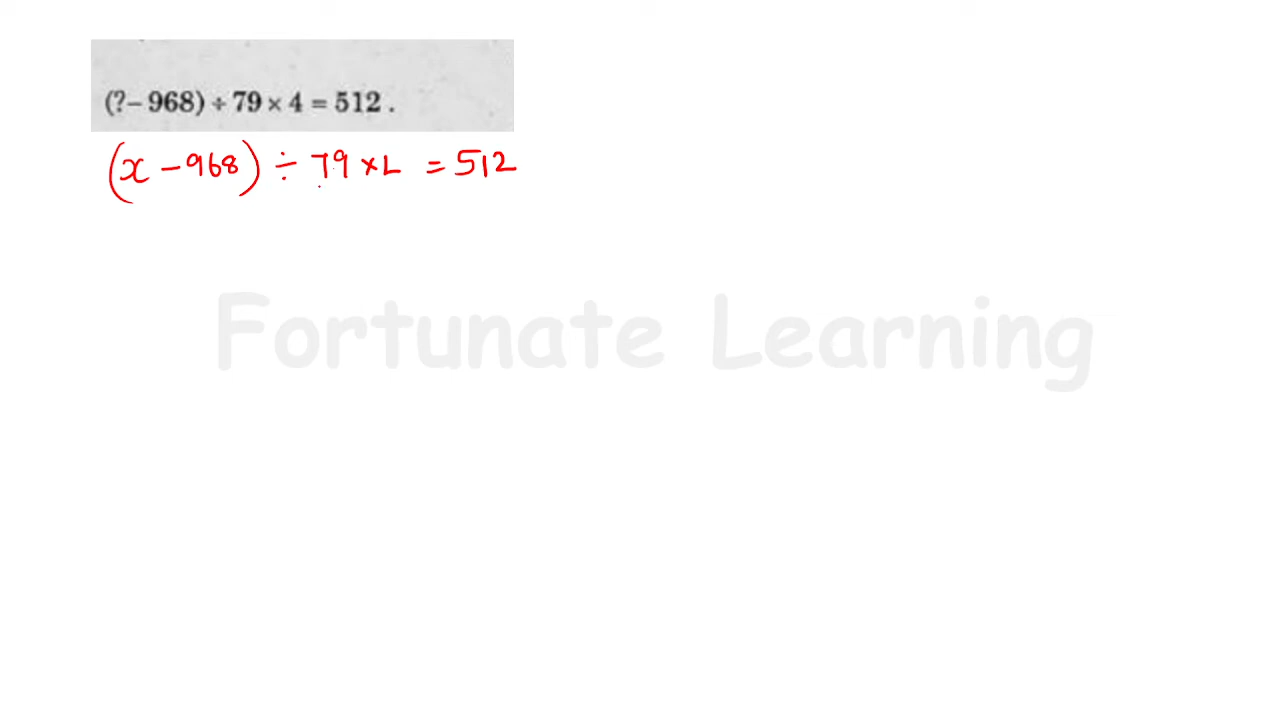 (?– 968) ÷ 79 × 4 = 512 .
(x – 968) ÷ 79 × L = 512
Fortunate Learning